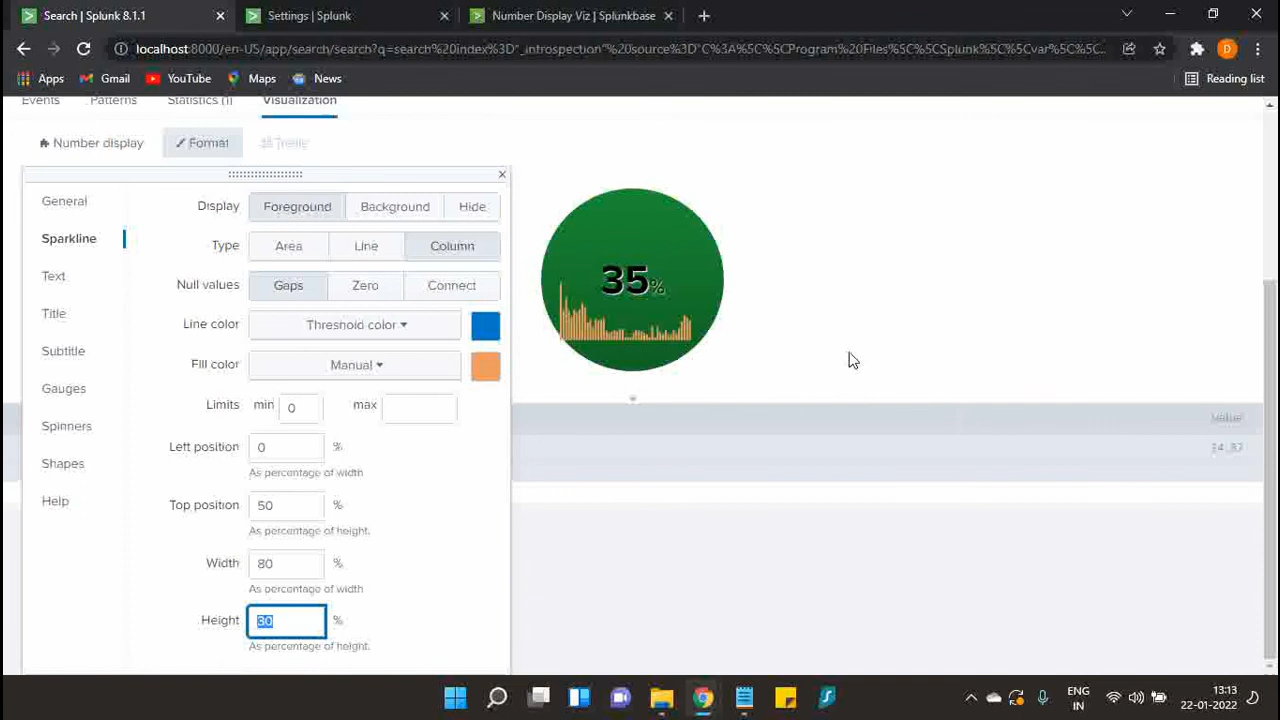 Search | Splunk 8.1.1
Settings | Splunk
Number Display Viz | Splunkbase
localhost:8000/en-US/app/search/search?q=search%20index%3D"_introspection"%20source%3D"C%3A%5C%5CProgram%20Files%5C%5CSplunk%5C%5Cvar%5C%5C...
D
Apps
Gmail
YouTube
Maps
News
Reading list
Events
Patterns
Statistics (1)
Visualization
Number display
Format
Trellis
General
Sparkline
Text
Title
Subtitle
Gauges
Spinners
Shapes
Help
Display
Foreground
Background
Hide
Type
Area
Line
Column
Null values
Gaps
Zero
Connect
Line color
Threshold color
Fill color
Manual
Limits
min
0
max
Left position
0
%
As percentage of width
Top position
50
%
As percentage of height.
Width
80
%
As percentage of width
Height
30
%
As percentage of height.
35%
value
ENG
IN
13:13
22-01-2022